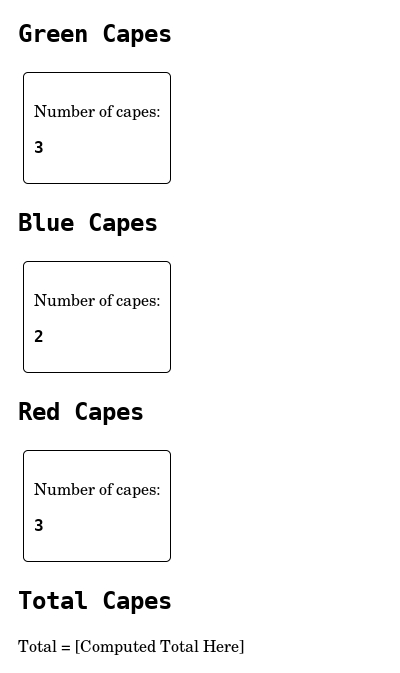 Green Capes
Number of capes:
3
Blue Capes
Number of capes:
2
Red Capes
Number of capes:
3
Total Capes
Total = [Computed Total Here]